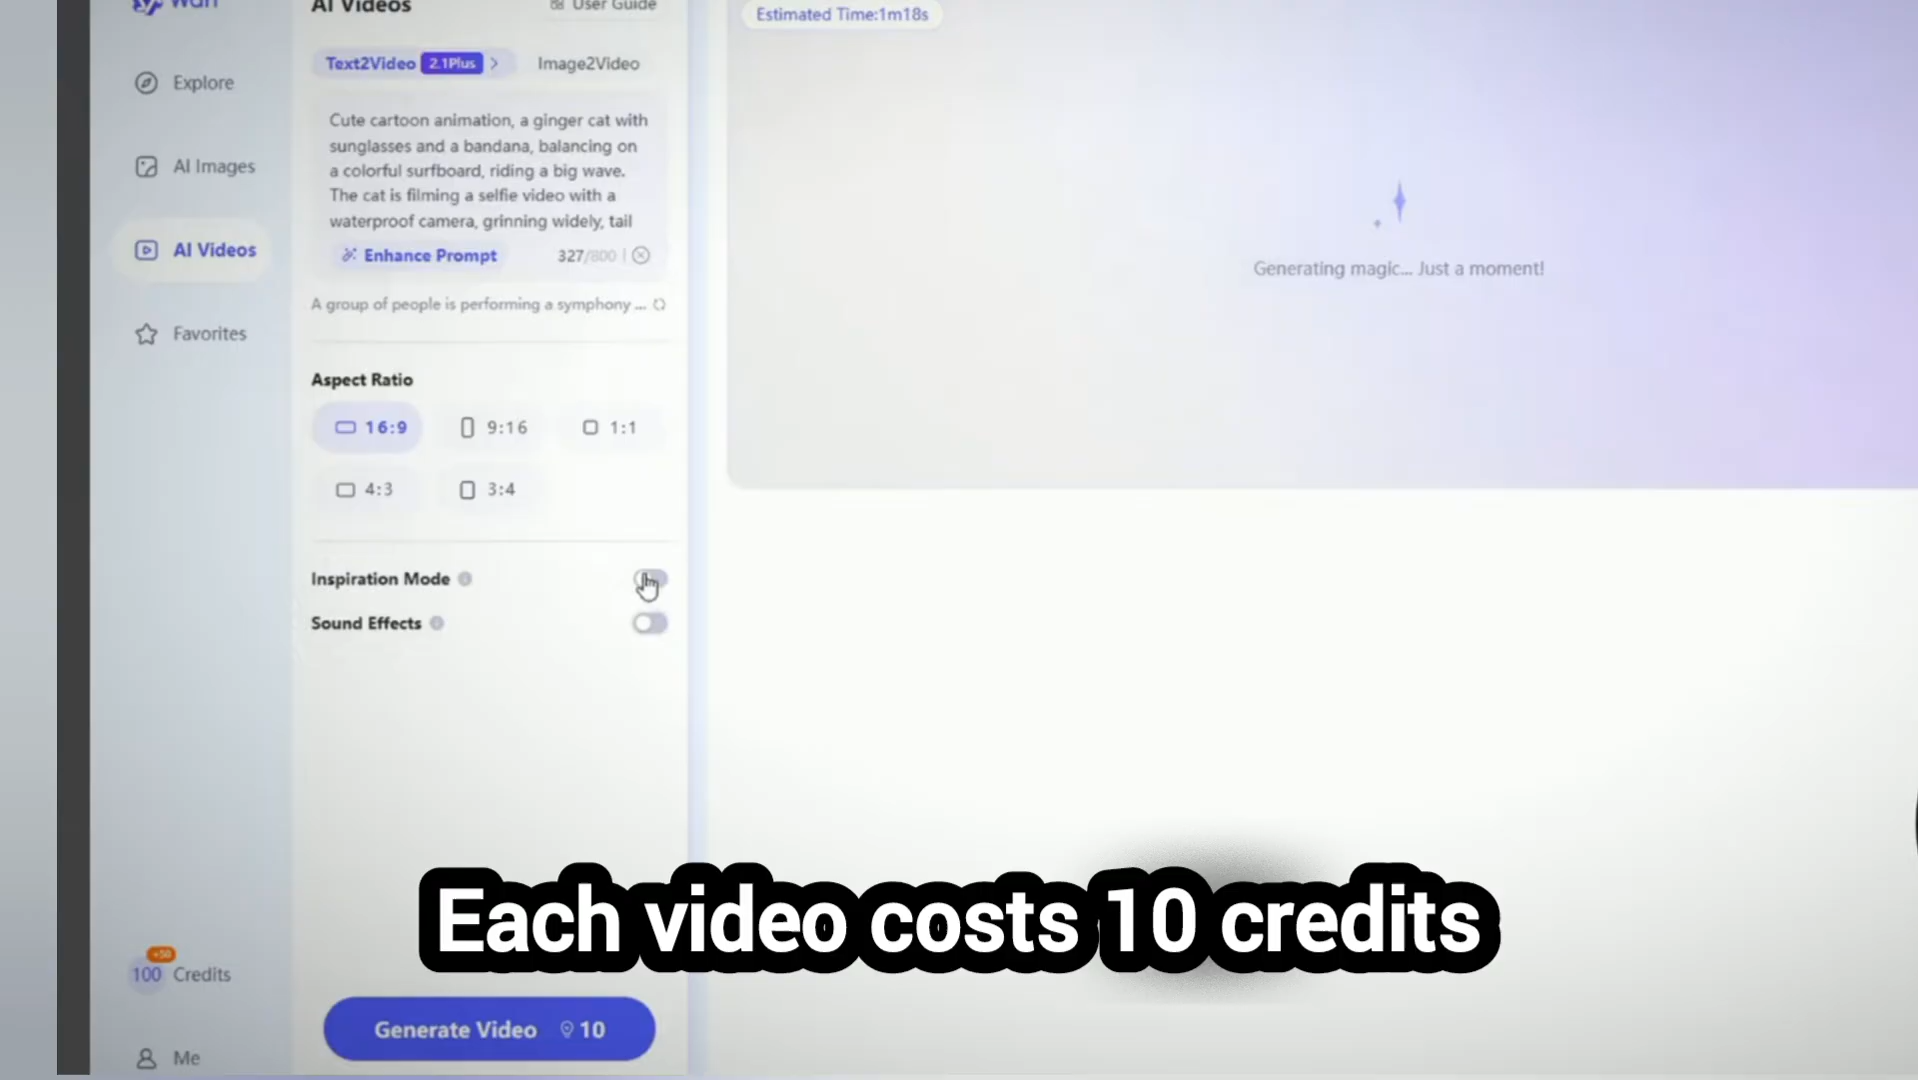 Wan
AI Videos
User Guide
Estimated Time:1m18s
Text2Video 2.1Plus
Image2Video
Explore
AI Images
AI Videos
Favorites
Cute cartoon animation, a ginger cat with
sunglasses and a bandana, balancing on
a colorful surfboard, riding a big wave.
The cat is filming a selfie video with a
waterproof camera, grinning widely, tail
Enhance Prompt
327/800
A group of people is performing a symphony ...
Generating magic... Just a moment!
Aspect Ratio
16:9
9:16
1:1
4:3
3:4
Inspiration Mode
Sound Effects
Each video costs 10 credits
+50
100 Credits
Generate Video 10
Me